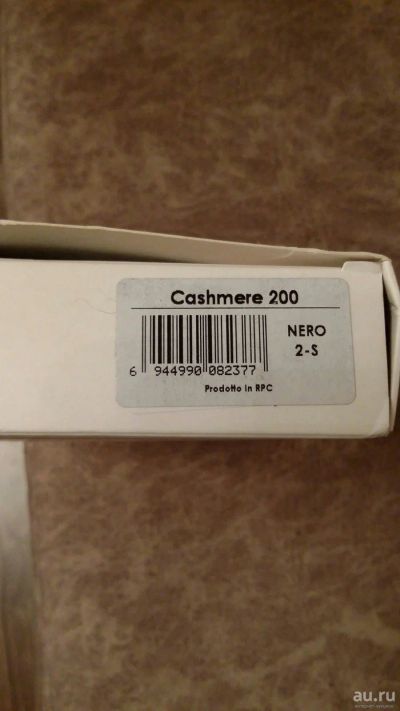 Cashmere 200
NERO
2-S
6 944990 082377
Prodotto in RPC
au.ru